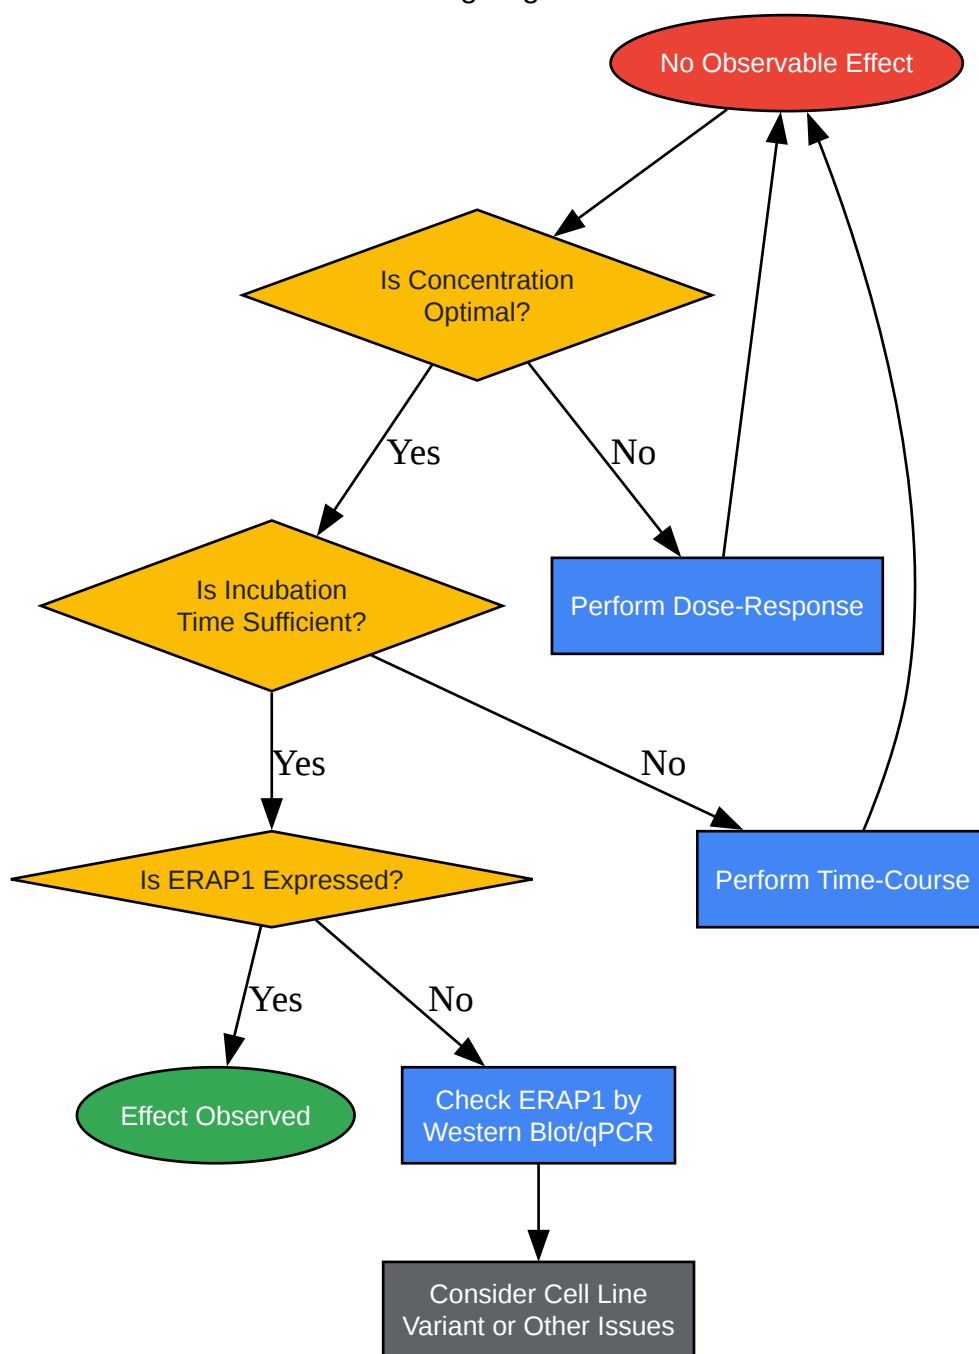 No Observable Effect
Is Concentration
Optimal?
Yes
No
Is Incubation
Time Sufficient?
Perform Dose-Response
Yes
No
Is ERAP1 Expressed?
Perform Time-Course
Yes
No
Effect Observed
Check ERAP1 by
Western Blot/qPCR
Consider Cell Line
Variant or Other Issues